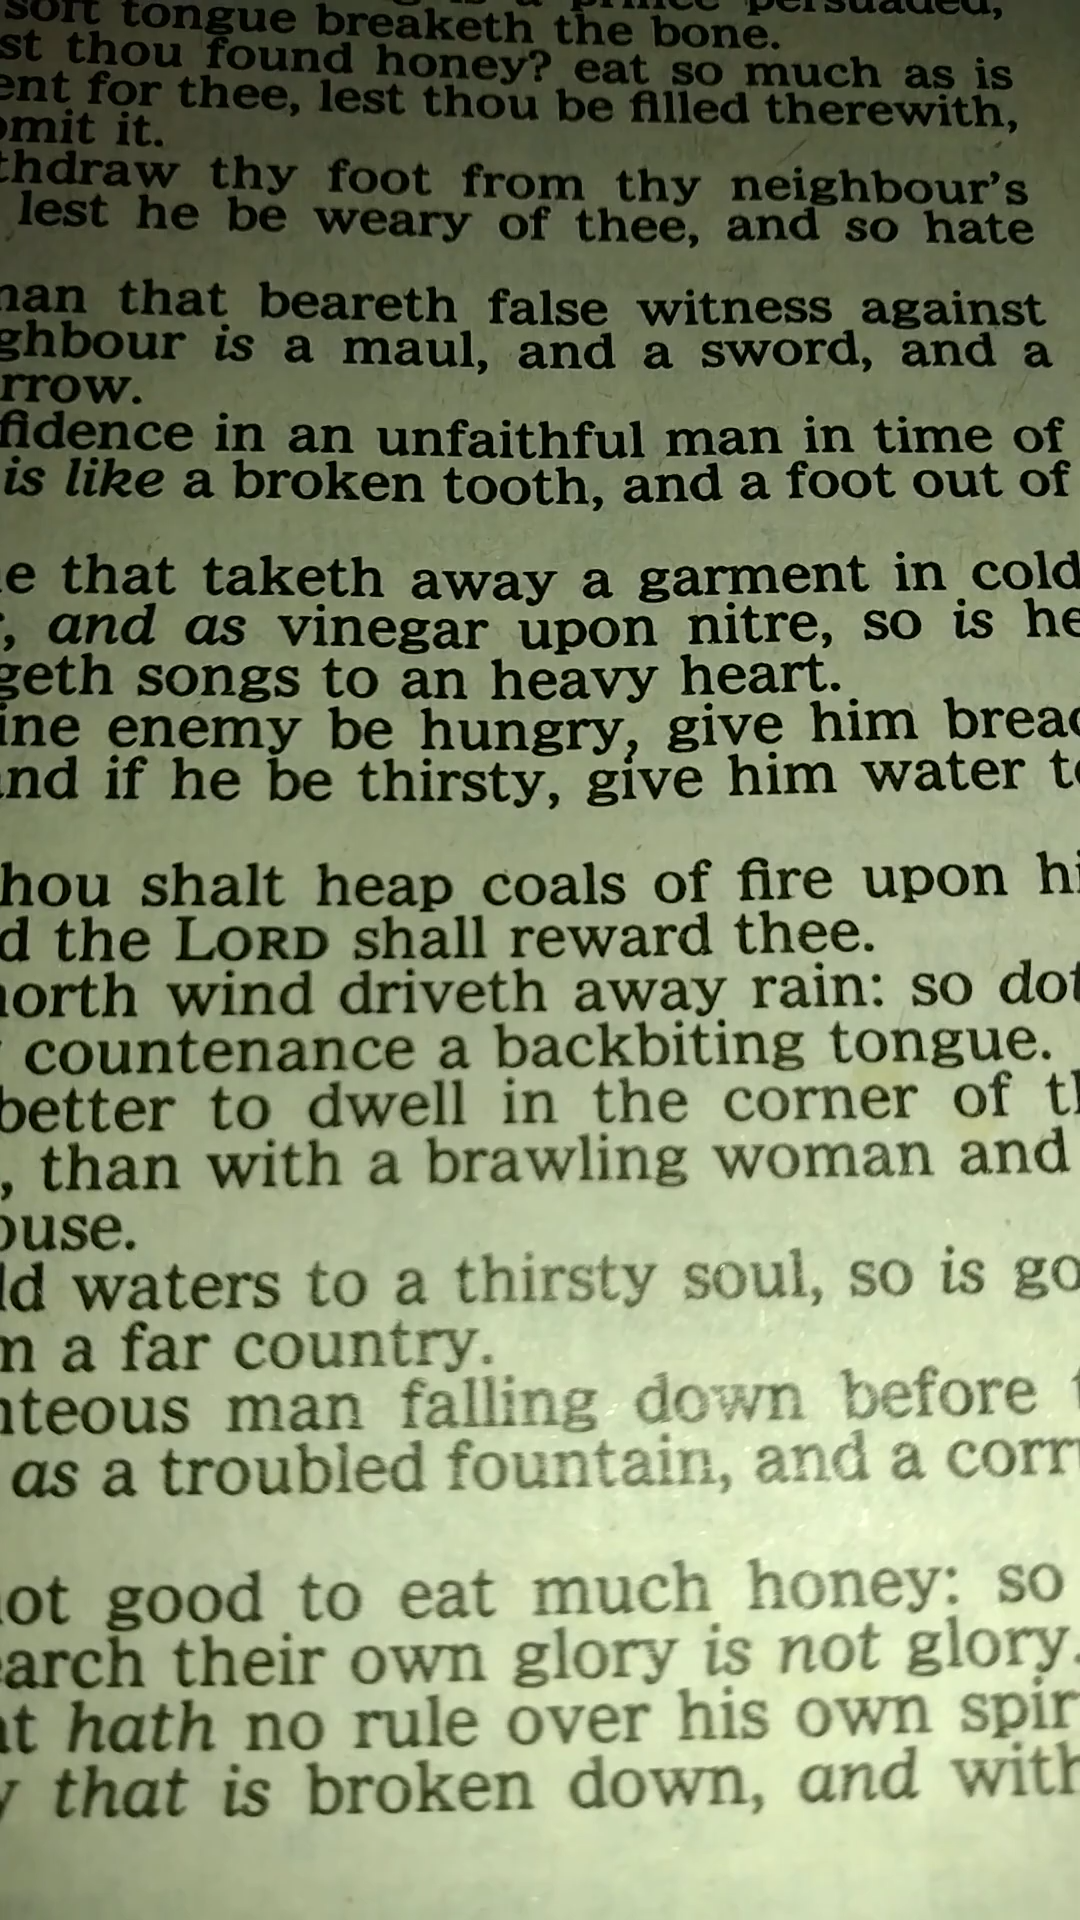 soft tongue breaketh the bone.
st thou found honey? eat so much as is
ent for thee, lest thou be filled therewith,
omit it.
thdraw thy foot from thy neighbour's
lest he be weary of thee, and so hate
man that beareth false witness against
ghbour is a maul, and a sword, and a
rrow.
fidence in an unfaithful man in time of
is like a broken tooth, and a foot out of
e that taketh away a garment in cold
, and as vinegar upon nitre, so is he
geth songs to an heavy heart.
ine enemy be hungry, give him bread
and if he be thirsty, give him water to
hou shalt heap coals of fire upon hi
d the LORD shall reward thee.
north wind driveth away rain: so dot
countenance a backbiting tongue.
better to dwell in the corner of th
, than with a brawling woman and
ouse.
ld waters to a thirsty soul, so is go
m a far country.
hteous man falling down before t
as a troubled fountain, and a corr
not good to eat much honey: so
earch their own glory is not glory.
at hath no rule over his own spir
y that is broken down, and with